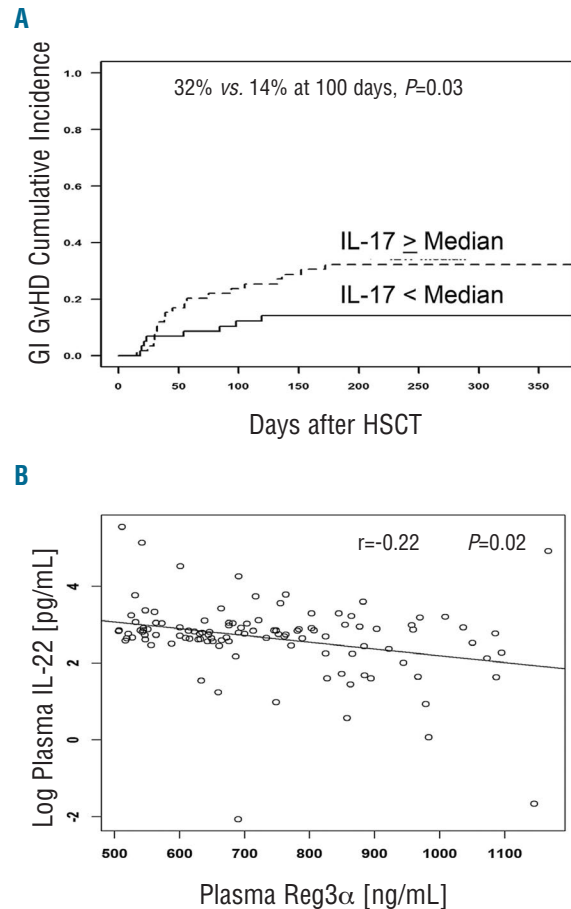 A
32% vs. 14% at 100 days, P=0.03
GI GvHD Cumulative Incidence
1.0
0.8
0.6
0.4
0.2
0.0
IL-17 ≥ Median
IL-17 < Median
0 50 100 150 200 250 300 350
Days after HSCT
B
r=-0.22 P=0.02
Log Plasma IL-22 [pg/mL]
4
2
0
-2
500 600 700 800 900 1000 1100
Plasma Reg3α [ng/mL]